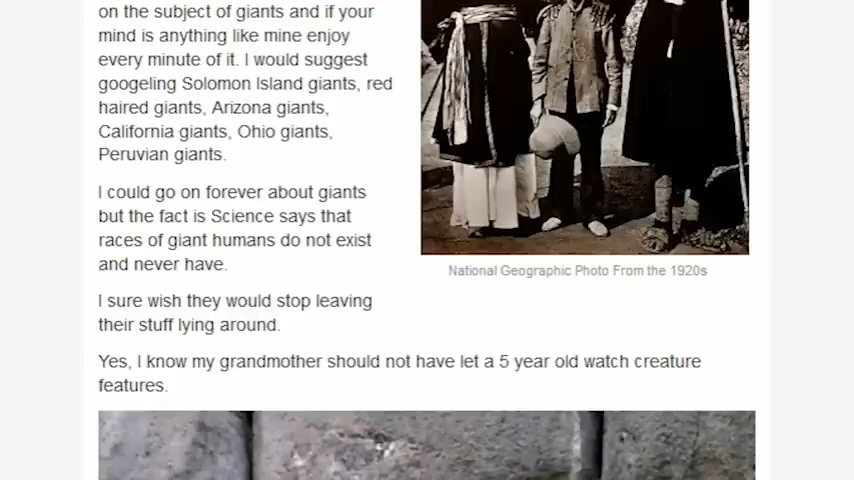 on the subject of giants and if your
mind is anything like mine enjoy
every minute of it. I would suggest
googeling Solomon Island giants, red
haired giants, Arizona giants,
California giants, Ohio giants,
Peruvian giants.
I could go on forever about giants
but the fact is Science says that
races of giant humans do not exist
and never have.
National Geographic Photo From the 1920s
I sure wish they would stop leaving
their stuff lying around.
Yes, I know my grandmother should not have let a 5 year old watch creature
features.